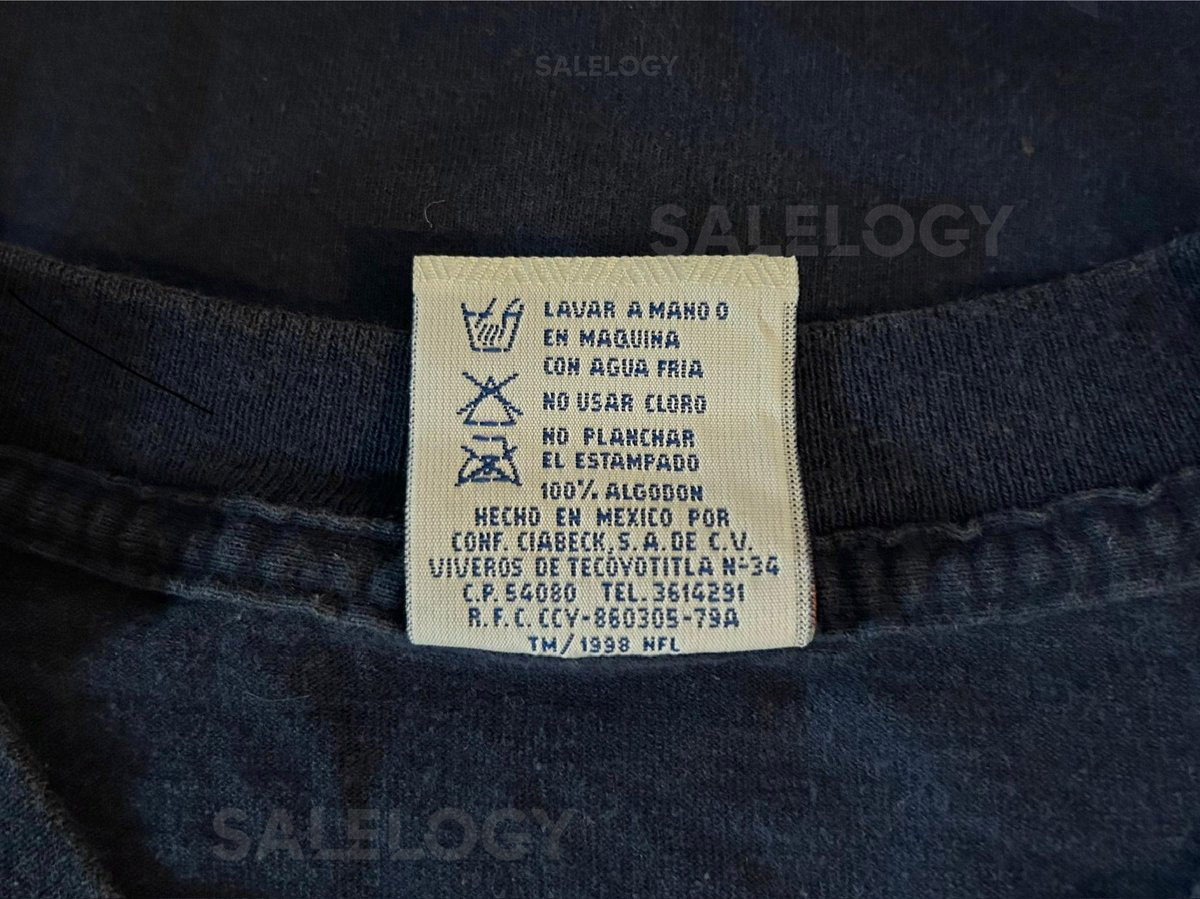 SALELOGY
SALELOGY
LAVAR A MANO O
EN MAQUINA
CON AGUA FRIA
NO USAR CLORO
NO PLANCHAR
EL ESTAMPADO
100% ALGODON
HECHO EN MEXICO POR
CONF. CIABECK, S.A. DE C.V.
VIVEROS DE TECOYOTITLA Nº34
C.P. 54080 TEL. 3614291
R.F.C. CCY-860305-79A
TM/1998 NFL
SALELOGY